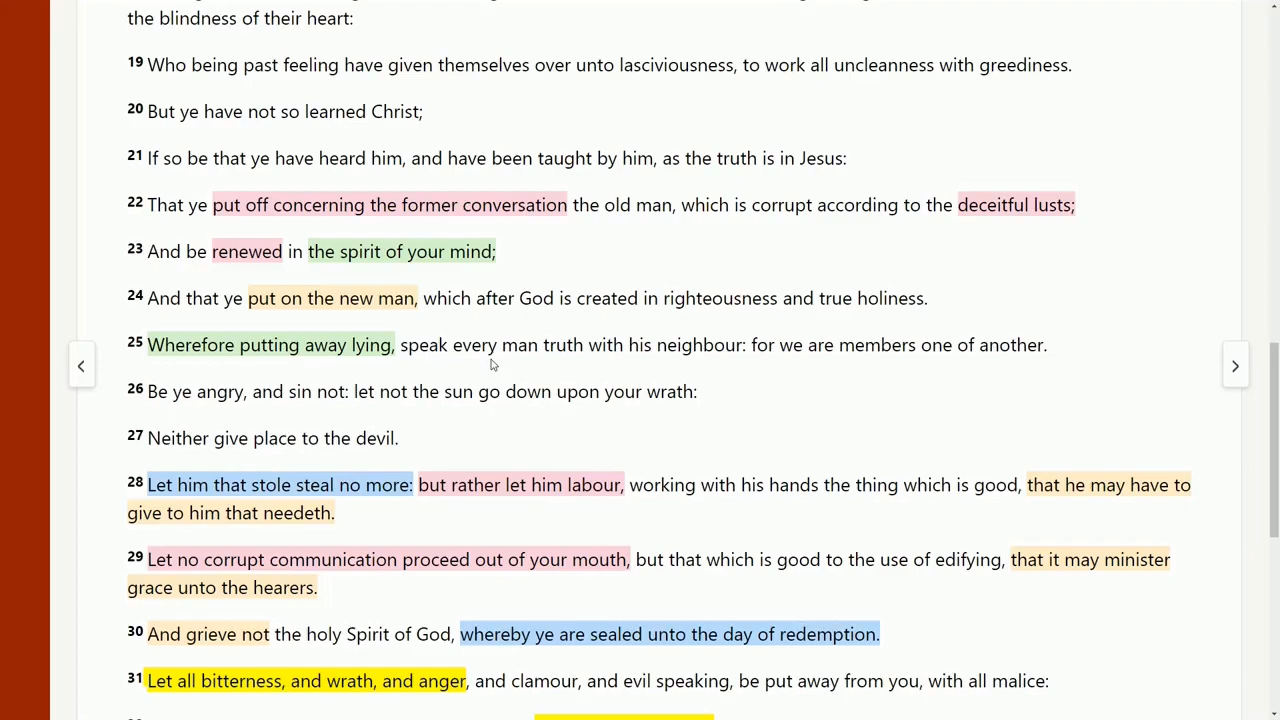 the blindness of their heart:
19 Who being past feeling have given themselves over unto lasciviousness, to work all uncleanness with greediness.
20 But ye have not so learned Christ;
21 If so be that ye have heard him, and have been taught by him, as the truth is in Jesus:
22 That ye put off concerning the former conversation the old man, which is corrupt according to the deceitful lusts;
23 And be renewed in the spirit of your mind;
24 And that ye put on the new man, which after God is created in righteousness and true holiness.
25 Wherefore putting away lying, speak every man truth with his neighbour: for we are members one of another.
26 Be ye angry, and sin not: let not the sun go down upon your wrath:
27 Neither give place to the devil.
28 Let him that stole steal no more: but rather let him labour, working with his hands the thing which is good, that he may have to
give to him that needeth.
29 Let no corrupt communication proceed out of your mouth, but that which is good to the use of edifying, that it may minister
grace unto the hearers.
30 And grieve not the holy Spirit of God, whereby ye are sealed unto the day of redemption.
31 Let all bitterness, and wrath, and anger, and clamour, and evil speaking, be put away from you, with all malice: